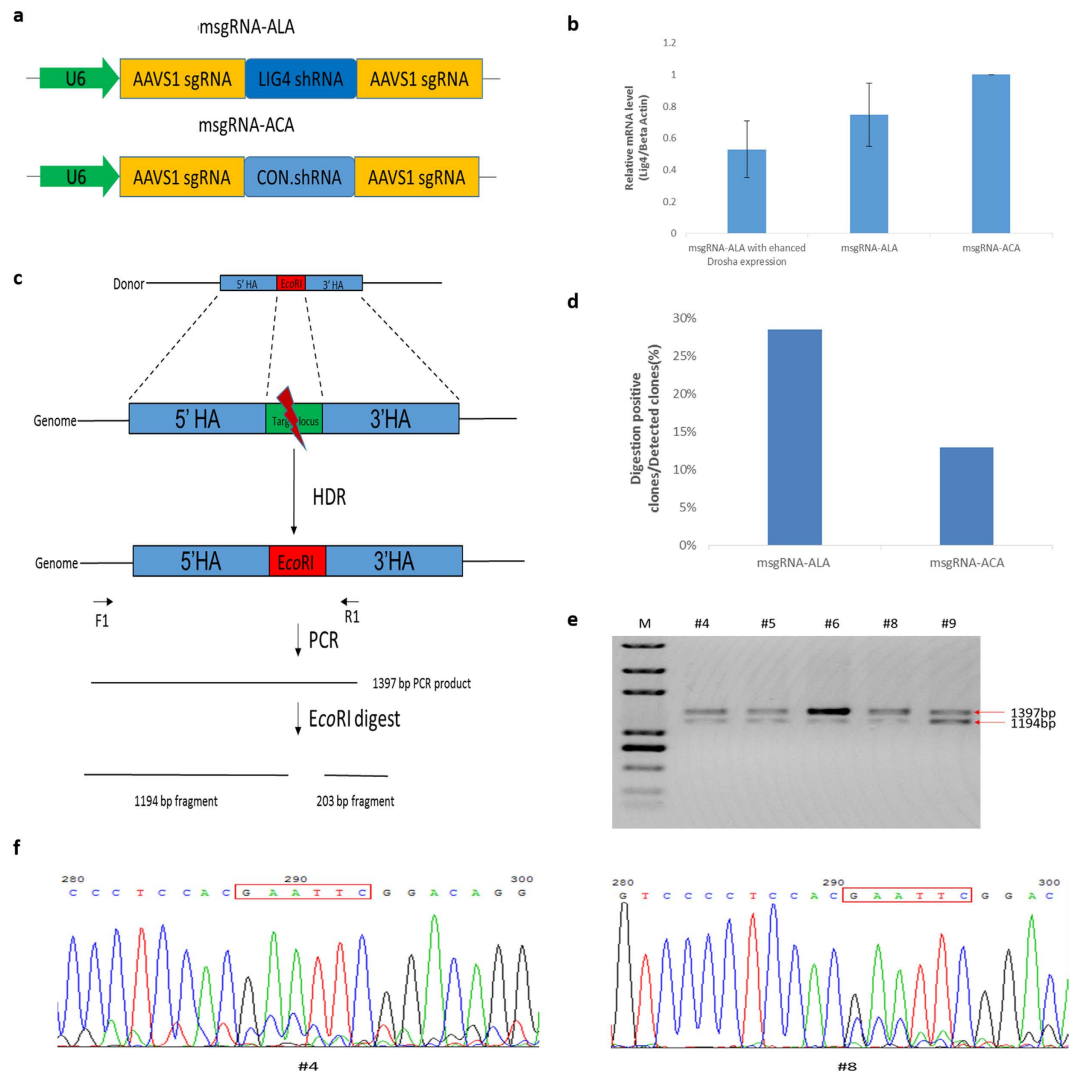 a
msgRNA-ALA
U6 AAVS1 sgRNA LIG4 shRNA AAVS1 sgRNA
msgRNA-ACA
U6 AAVS1 sgRNA CON.shRNA AAVS1 sgRNA
b
Relative mRNA level
(Lig4/Beta Actin)
1.2
1
0.8
0.6
0.4
0.2
0
msgRNA-ALA with ehanced
Drosha expression
msgRNA-ALA
msgRNA-ACA
c
Donor 5' HA EcoRI 3' HA
Genome 5' HA Target locus 3'HA
HDR
Genome 5'HA EcoRI 3'HA
F1 R1
PCR
1397 bp PCR product
EcoRI digest
1194 bp fragment 203 bp fragment
d
Digestion positive
clones/Detected clones(%)
30%
25%
20%
15%
10%
5%
0%
msgRNA-ALA msgRNA-ACA
e
M #4 #5 #6 #8 #9
1397bp
1194bp
f
280 290 300
C C C T C C A C G A A T T C G G A C A G G
#4
280 290 300
G T C C C C T C C A C G A A T T C G G A C
#8